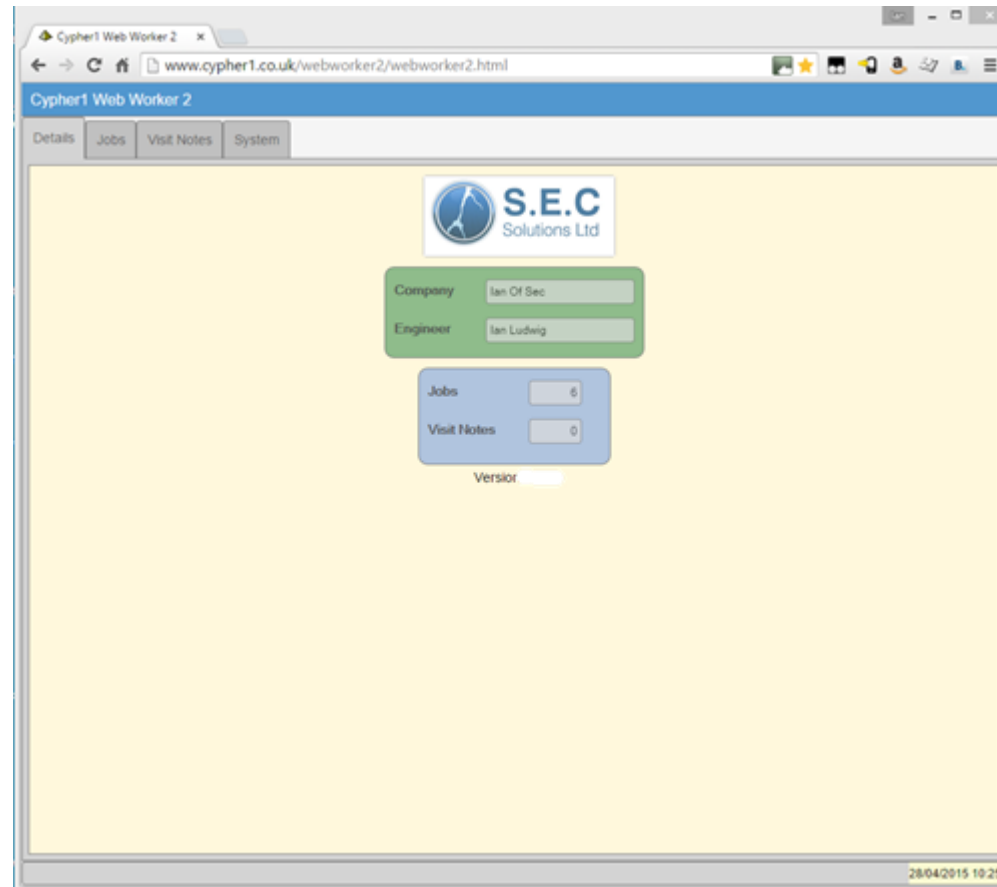 Cypher1 Web Worker 2
www.cypher1.co.uk/webworker2/webworker2.html
Cypher1 Web Worker 2
Details Jobs Visit Notes System
S.E.C
Solutions Ltd
Company Ian Of Sec
Engineer Ian Ludwig
Jobs 6
Visit Notes 0
Version
28/04/2015 10:25